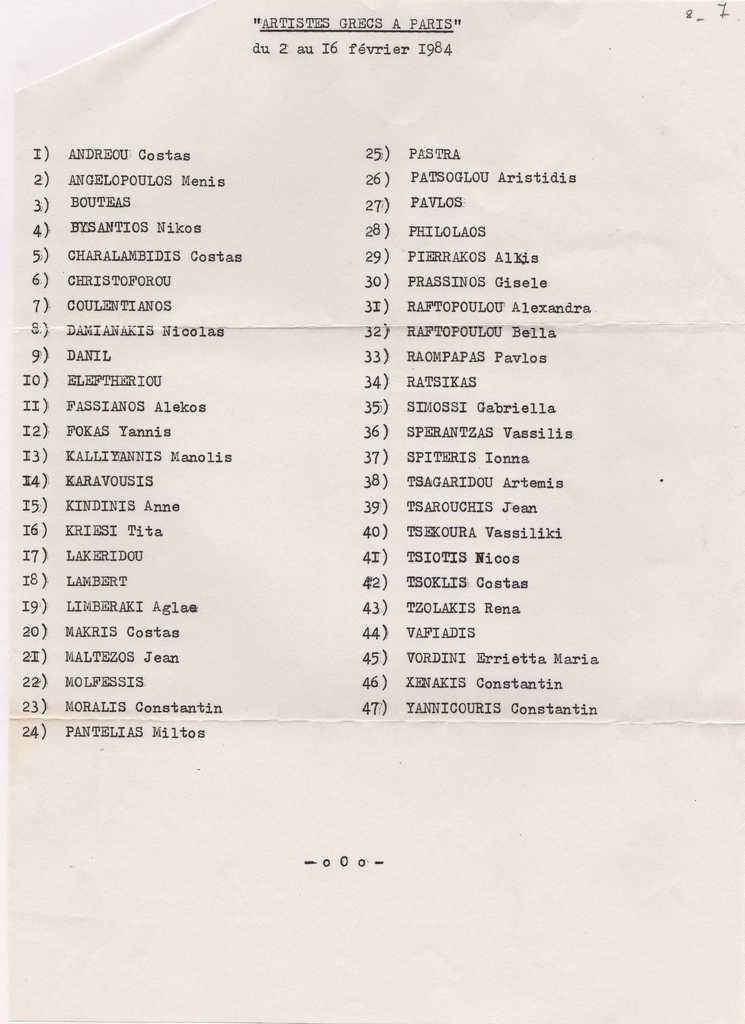 8-7
"ARTISTES GRECS A PARIS"
du 2 au I6 février I984
I) ANDREOU Costas
2) ANGELOPOULOS Menis
3) BOUTEAS
4) BYSANTIOS Nikos
5) CHARALAMBIDIS Costas
6) CHRISTOFOROU
7) COULENTIANOS
8) DAMIANAKIS Nicolas
9) DANIL
IO) ELEFTHERIOU
II) FASSIANOS Alekos
I2) FOKAS Yannis
I3) KALLIYANNIS Manolis
I4) KARAVOUSIS
I5) KINDINIS Anne
I6) KRIESI Tita
I7) LAKERIDOU
I8) LAMBERT
I9) LIMBERAKI Aglae
20) MAKRIS Costas
2I) MALTEZOS Jean
22) MOLFESSIS
23) MORALIS Constantin
24) PANTELIAS Miltos
25) PASTRA
26) PATSOGLOU Aristidis
27) PAVLOS
28) PHILOLAOS
29) PIERRAKOS Alkis
30) PRASSINOS Gisele
3I) RAFTOPOULOU Alexandra
32) RAFTOPOULOU Bella
33) RAOMPAPAS Pavlos
34) RATSIKAS
35) SIMOSSI Gabriella
36) SPERANTZAS Vassilis
37) SPITERIS Ionna
38) TSAGARIDOU Artemis
39) TSAROUCHIS Jean
40) TSEKOURA Vassiliki
4I) TSIOTIS Nicos
42) TSOKLIS Costas
43) TZOLAKIS Rena
44) VAFIADIS
45) VORDINI Errietta Maria
46) XENAKIS Constantin
47) YANNICOURIS Constantin
-o O o-